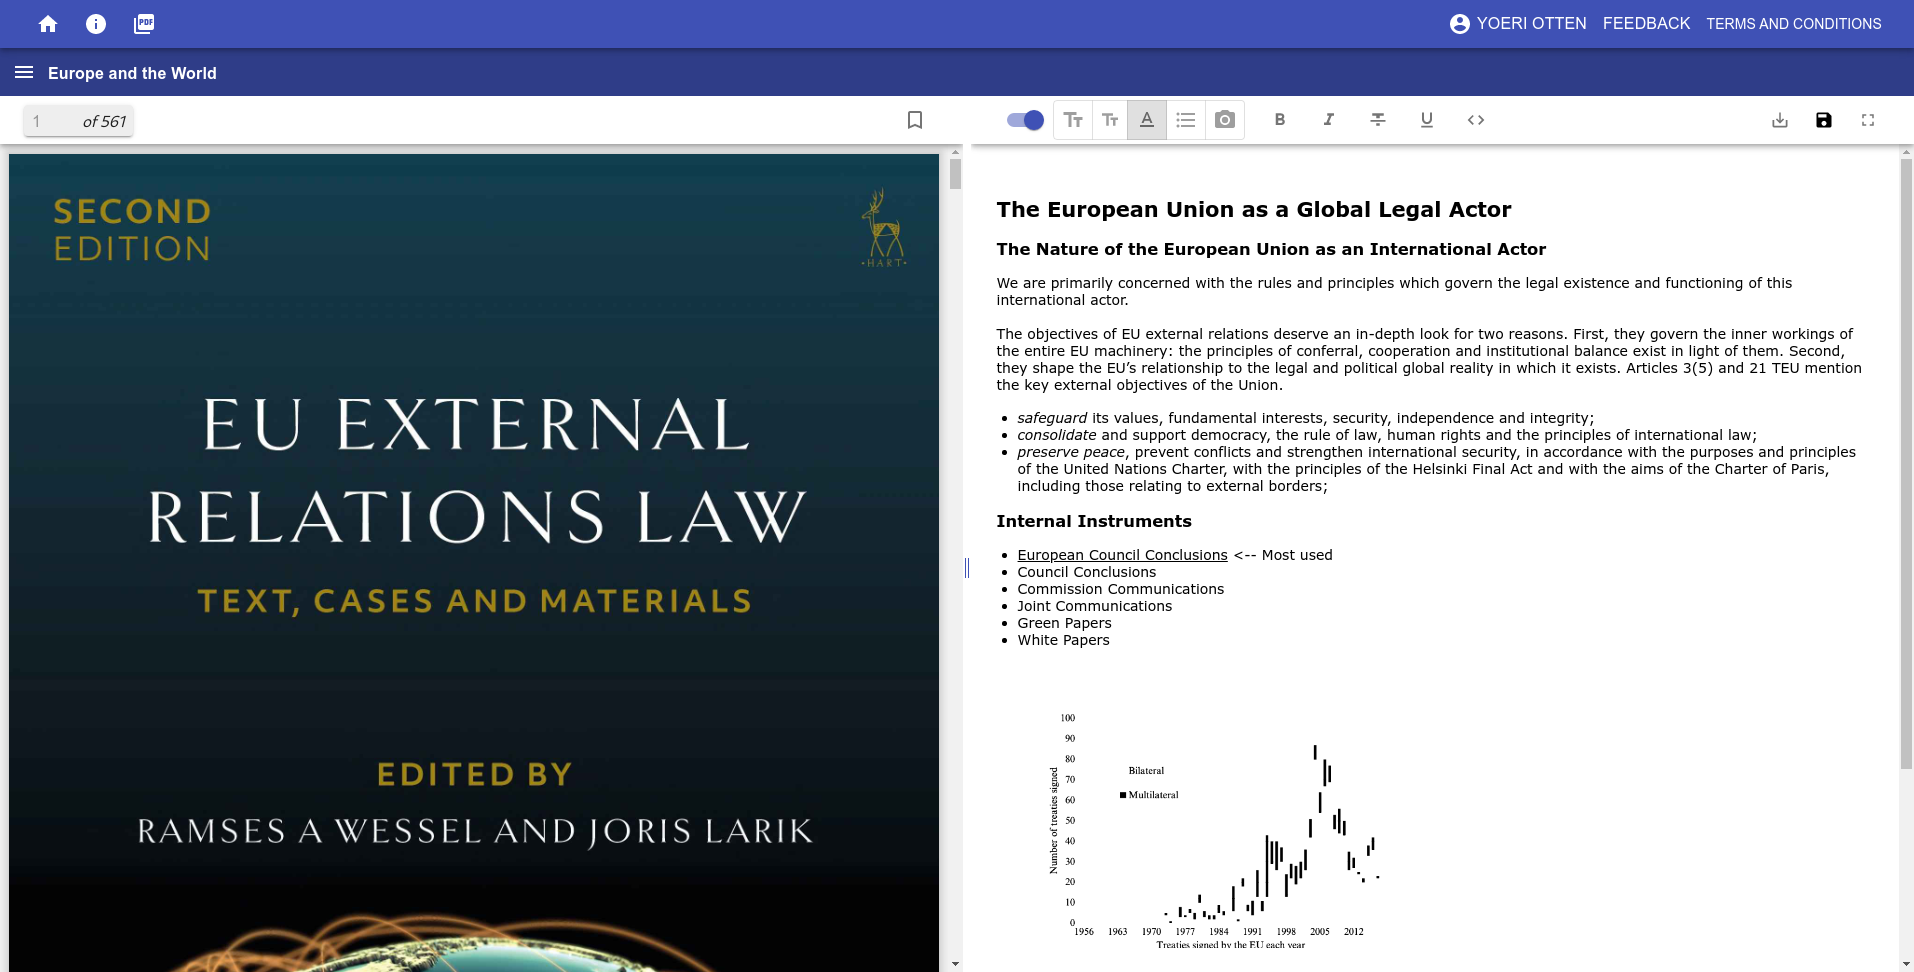 YOERI OTTEN FEEDBACK TERMS AND CONDITIONS
Europe and the World
1 of 561
SECOND
EDITION
HART
EU EXTERNAL
RELATIONS LAW
TEXT, CASES AND MATERIALS
EDITED BY
RAMSES A WESSEL AND JORIS LARIK
The European Union as a Global Legal Actor
The Nature of the European Union as an International Actor
We are primarily concerned with the rules and principles which govern the legal existence and functioning of this
international actor.
The objectives of EU external relations deserve an in-depth look for two reasons. First, they govern the inner workings of
the entire EU machinery: the principles of conferral, cooperation and institutional balance exist in light of them. Second,
they shape the EU’s relationship to the legal and political global reality in which it exists. Articles 3(5) and 21 TEU mention
the key external objectives of the Union.
• safeguard its values, fundamental interests, security, independence and integrity;
• consolidate and support democracy, the rule of law, human rights and the principles of international law;
• preserve peace, prevent conflicts and strengthen international security, in accordance with the purposes and principles
of the United Nations Charter, with the principles of the Helsinki Final Act and with the aims of the Charter of Paris,
including those relating to external borders;
Internal Instruments
• European Council Conclusions <-- Most used
• Council Conclusions
• Commission Communications
• Joint Communications
• Green Papers
• White Papers
100
90
80
70
60
50
40
30
20
10
0
Number of treaties signed
Bilateral
Multilateral
1956 1963 1970 1977 1984 1991 1998 2005 2012
Treaties signed by the EU each year